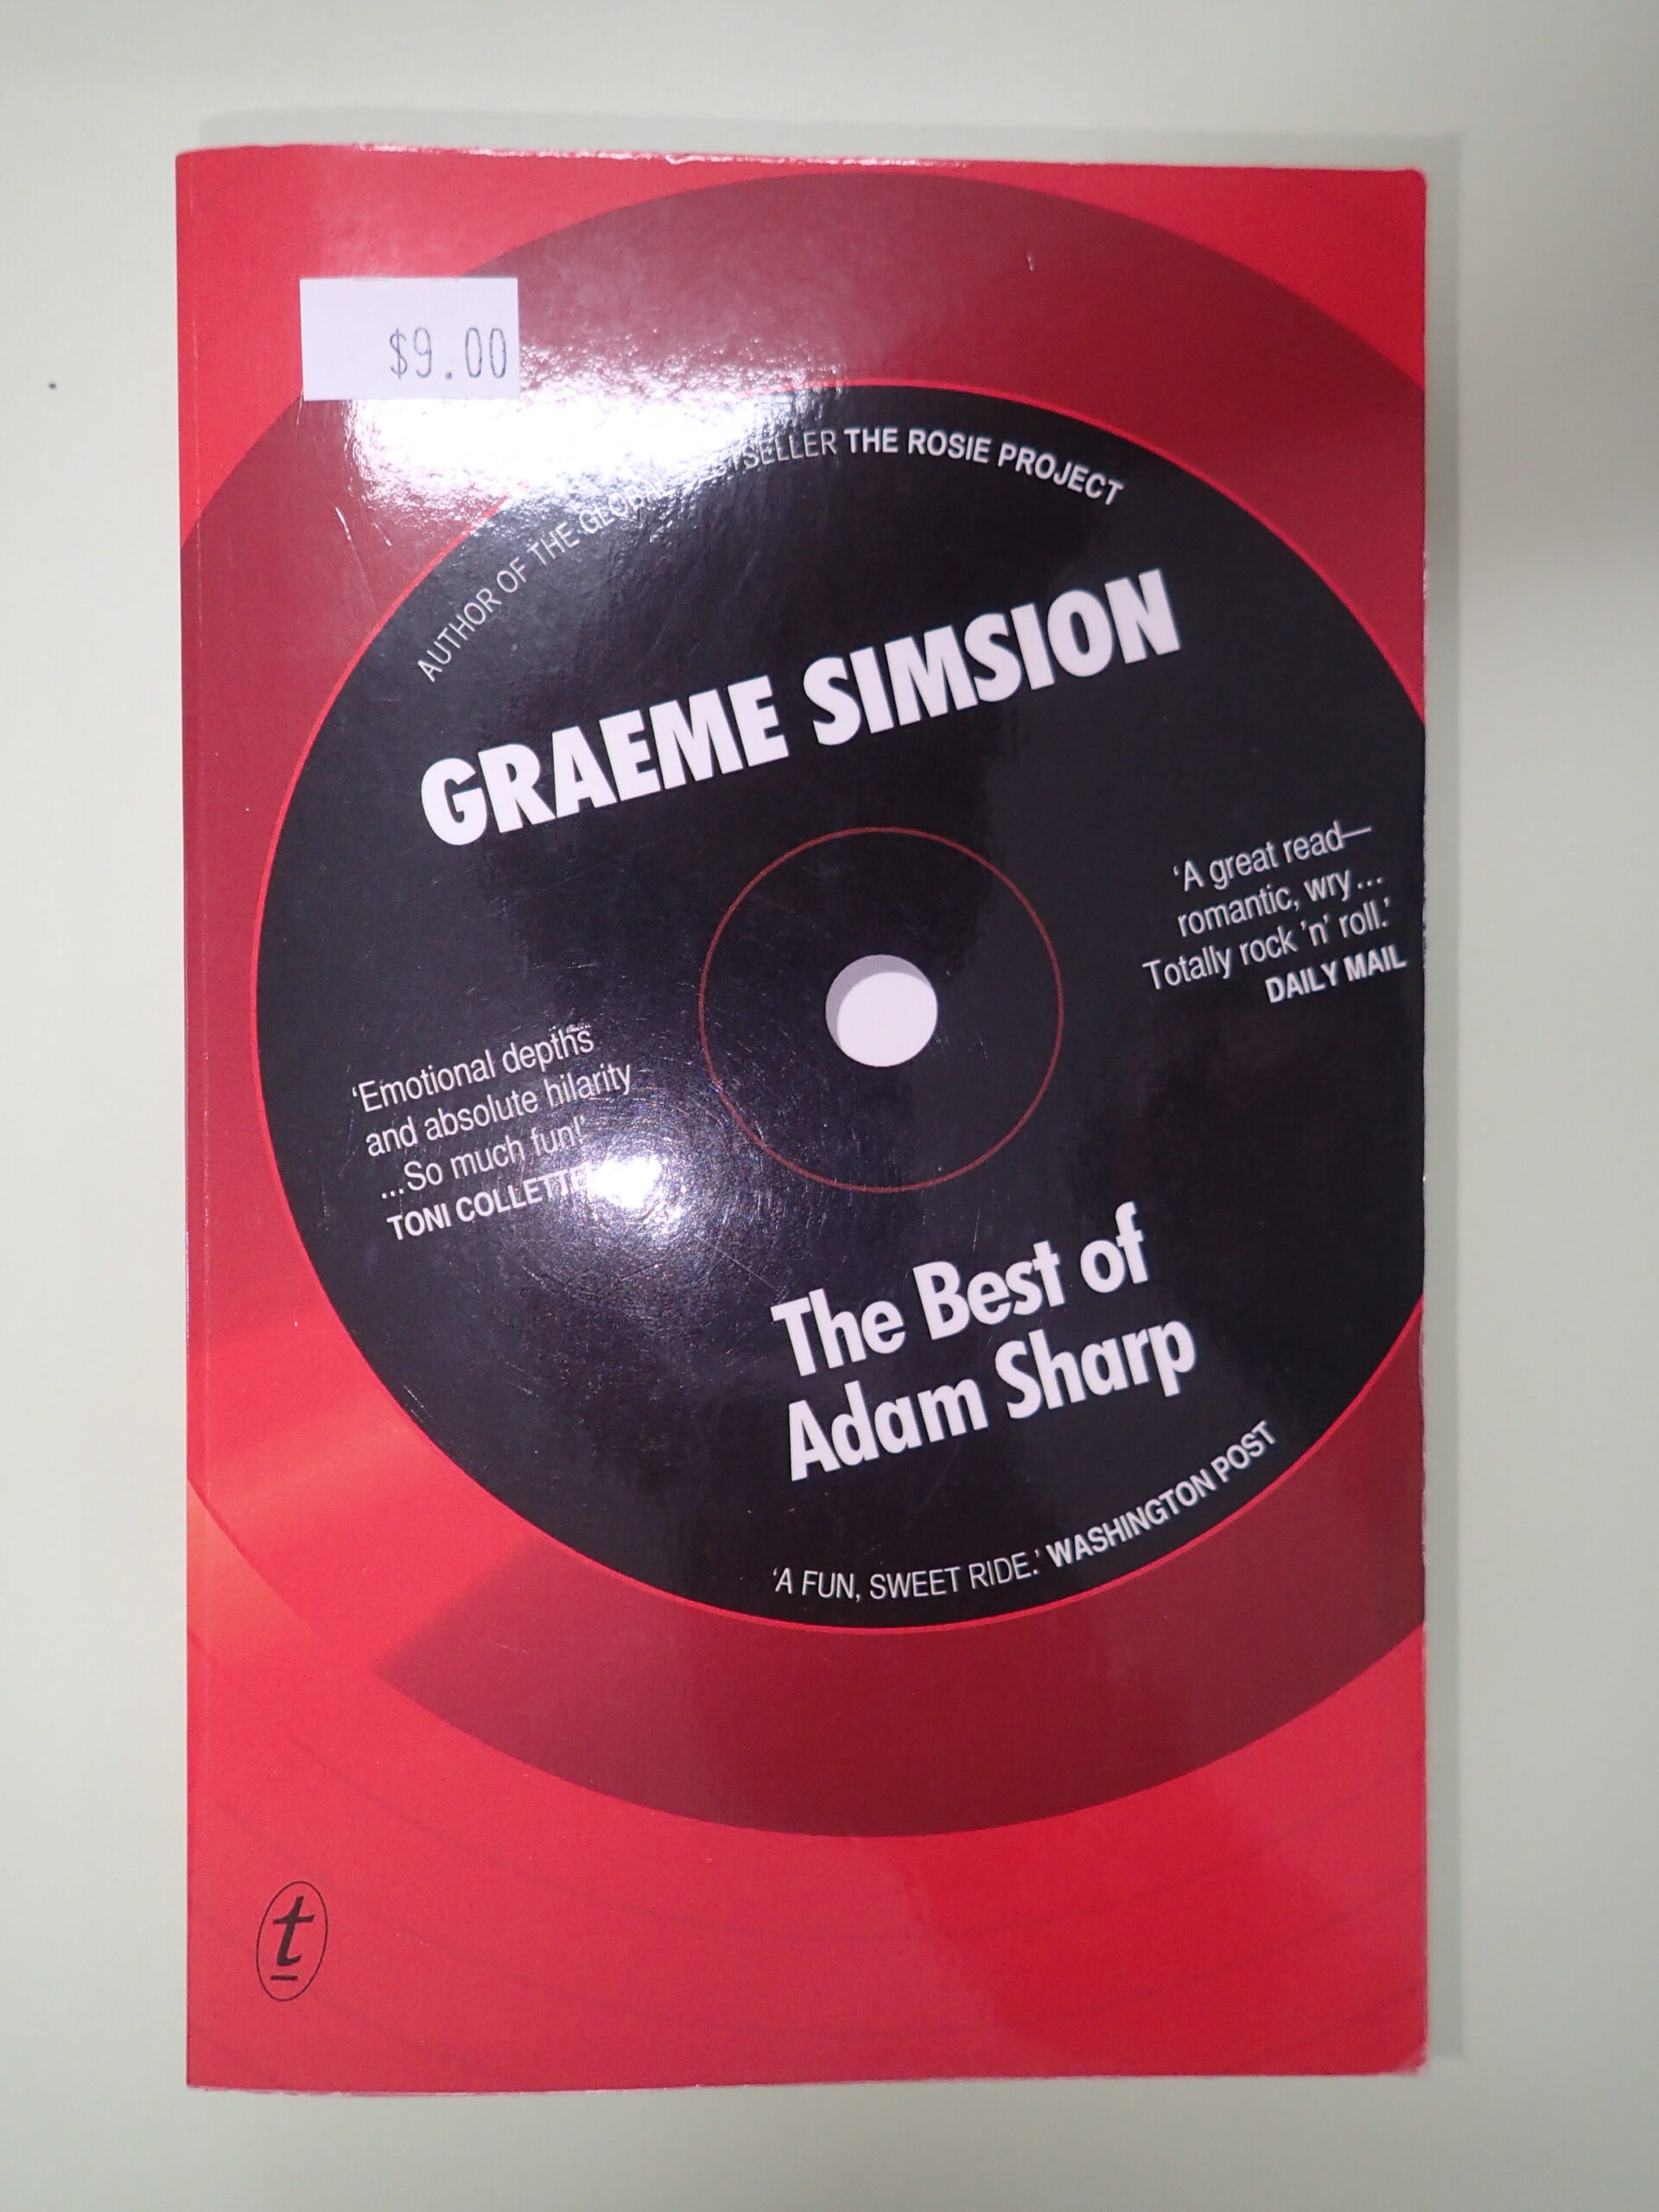 $9.00
AUTHOR OF THE GLOBAL SELLER THE ROSIE PROJECT
GRAEME SIMSION
'A great read—
romantic, wry...
Totally rock 'n' roll.'
DAILY MAIL
'Emotional depths
and absolute hilarity
...So much fun!'
TONI COLLETTE
The Best of
Adam Sharp
'A FUN, SWEET RIDE.' WASHINGTON POST
t